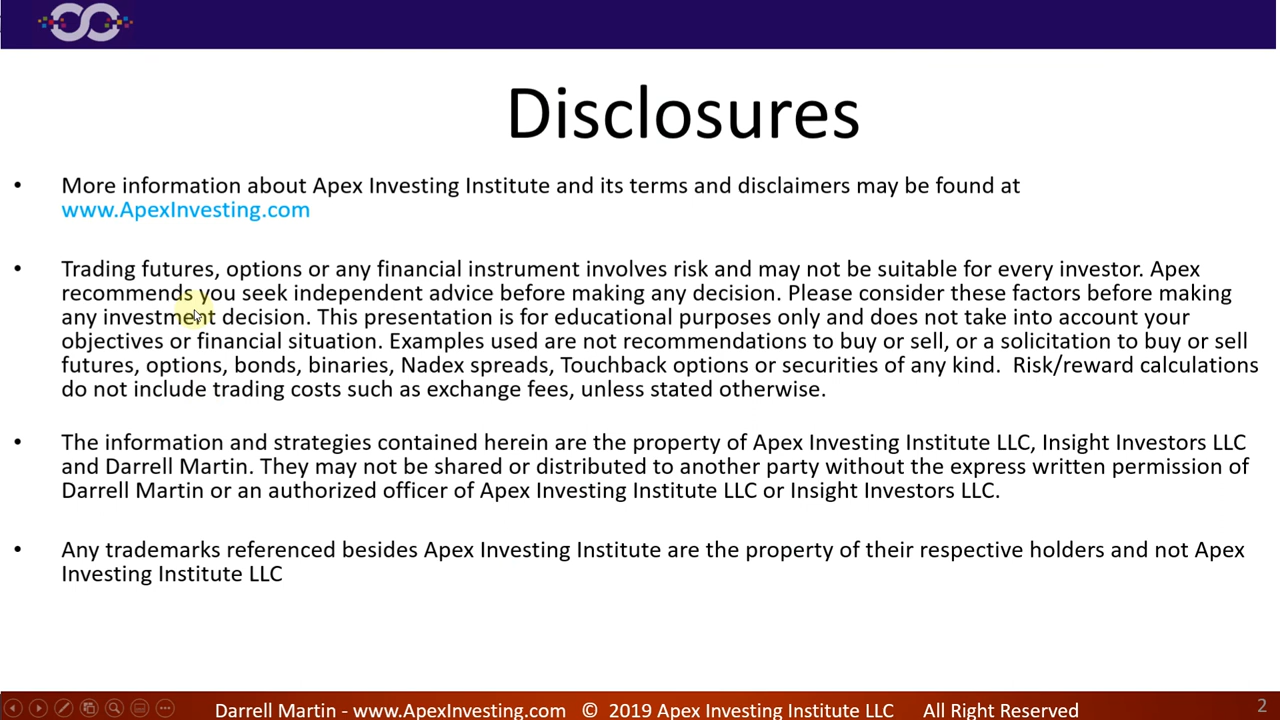 Disclosures
• More information about Apex Investing Institute and its terms and disclaimers may be found at
www.ApexInvesting.com
• Trading futures, options or any financial instrument involves risk and may not be suitable for every investor. Apex
recommends you seek independent advice before making any decision. Please consider these factors before making
any investment decision. This presentation is for educational purposes only and does not take into account your
objectives or financial situation. Examples used are not recommendations to buy or sell, or a solicitation to buy or sell
futures, options, bonds, binaries, Nadex spreads, Touchback options or securities of any kind.  Risk/reward calculations
do not include trading costs such as exchange fees, unless stated otherwise.
• The information and strategies contained herein are the property of Apex Investing Institute LLC, Insight Investors LLC
and Darrell Martin. They may not be shared or distributed to another party without the express written permission of
Darrell Martin or an authorized officer of Apex Investing Institute LLC or Insight Investors LLC.
• Any trademarks referenced besides Apex Investing Institute are the property of their respective holders and not Apex
Investing Institute LLC
Darrell Martin - www.ApexInvesting.com © 2019 Apex Investing Institute LLC All Right Reserved 2